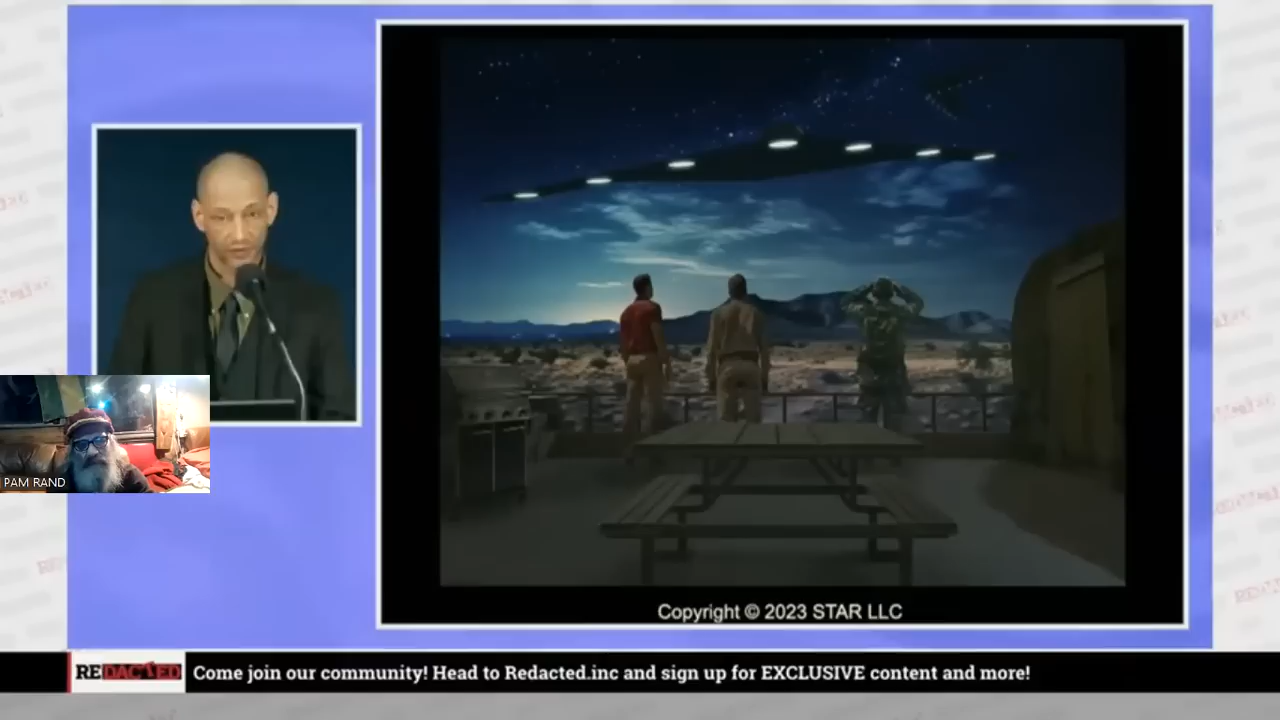 PAM RAND
Copyright © 2023 STAR LLC
REDACTED
Come join our community! Head to Redacted.inc and sign up for EXCLUSIVE content and more!